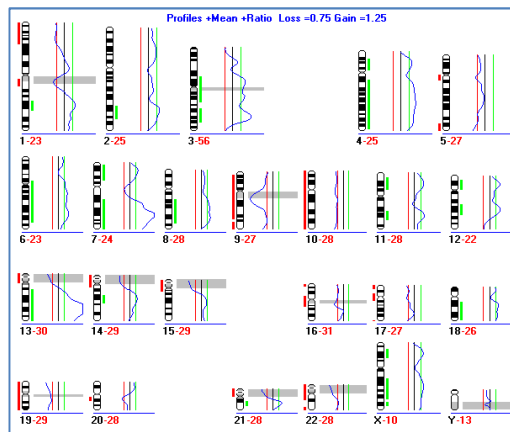 Profiles +Mean +Ratio Loss =0.75 Gain =1.25
1-23 2-25 3-56 4-25 5-27
6-23 7-24 8-28 9-27 10-28 11-28 12-22
13-30 14-29 15-29 16-31 17-27 18-26
19-29 20-28 21-28 22-28 X-10 Y-13